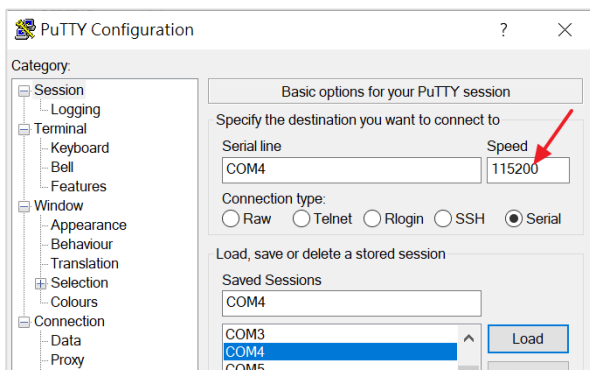 PuTTY Configuration ? ×
Category:
Session
Logging
Terminal
Keyboard
Bell
Features
Window
Appearance
Behaviour
Translation
Selection
Colours
Connection
Data
Proxy
Basic options for your PuTTY session
Specify the destination you want to connect to
Serial line Speed
COM4 115200
Connection type:
Raw Telnet Rlogin SSH Serial
Load, save or delete a stored session
Saved Sessions
COM4
COM3
COM4
COM5
Load